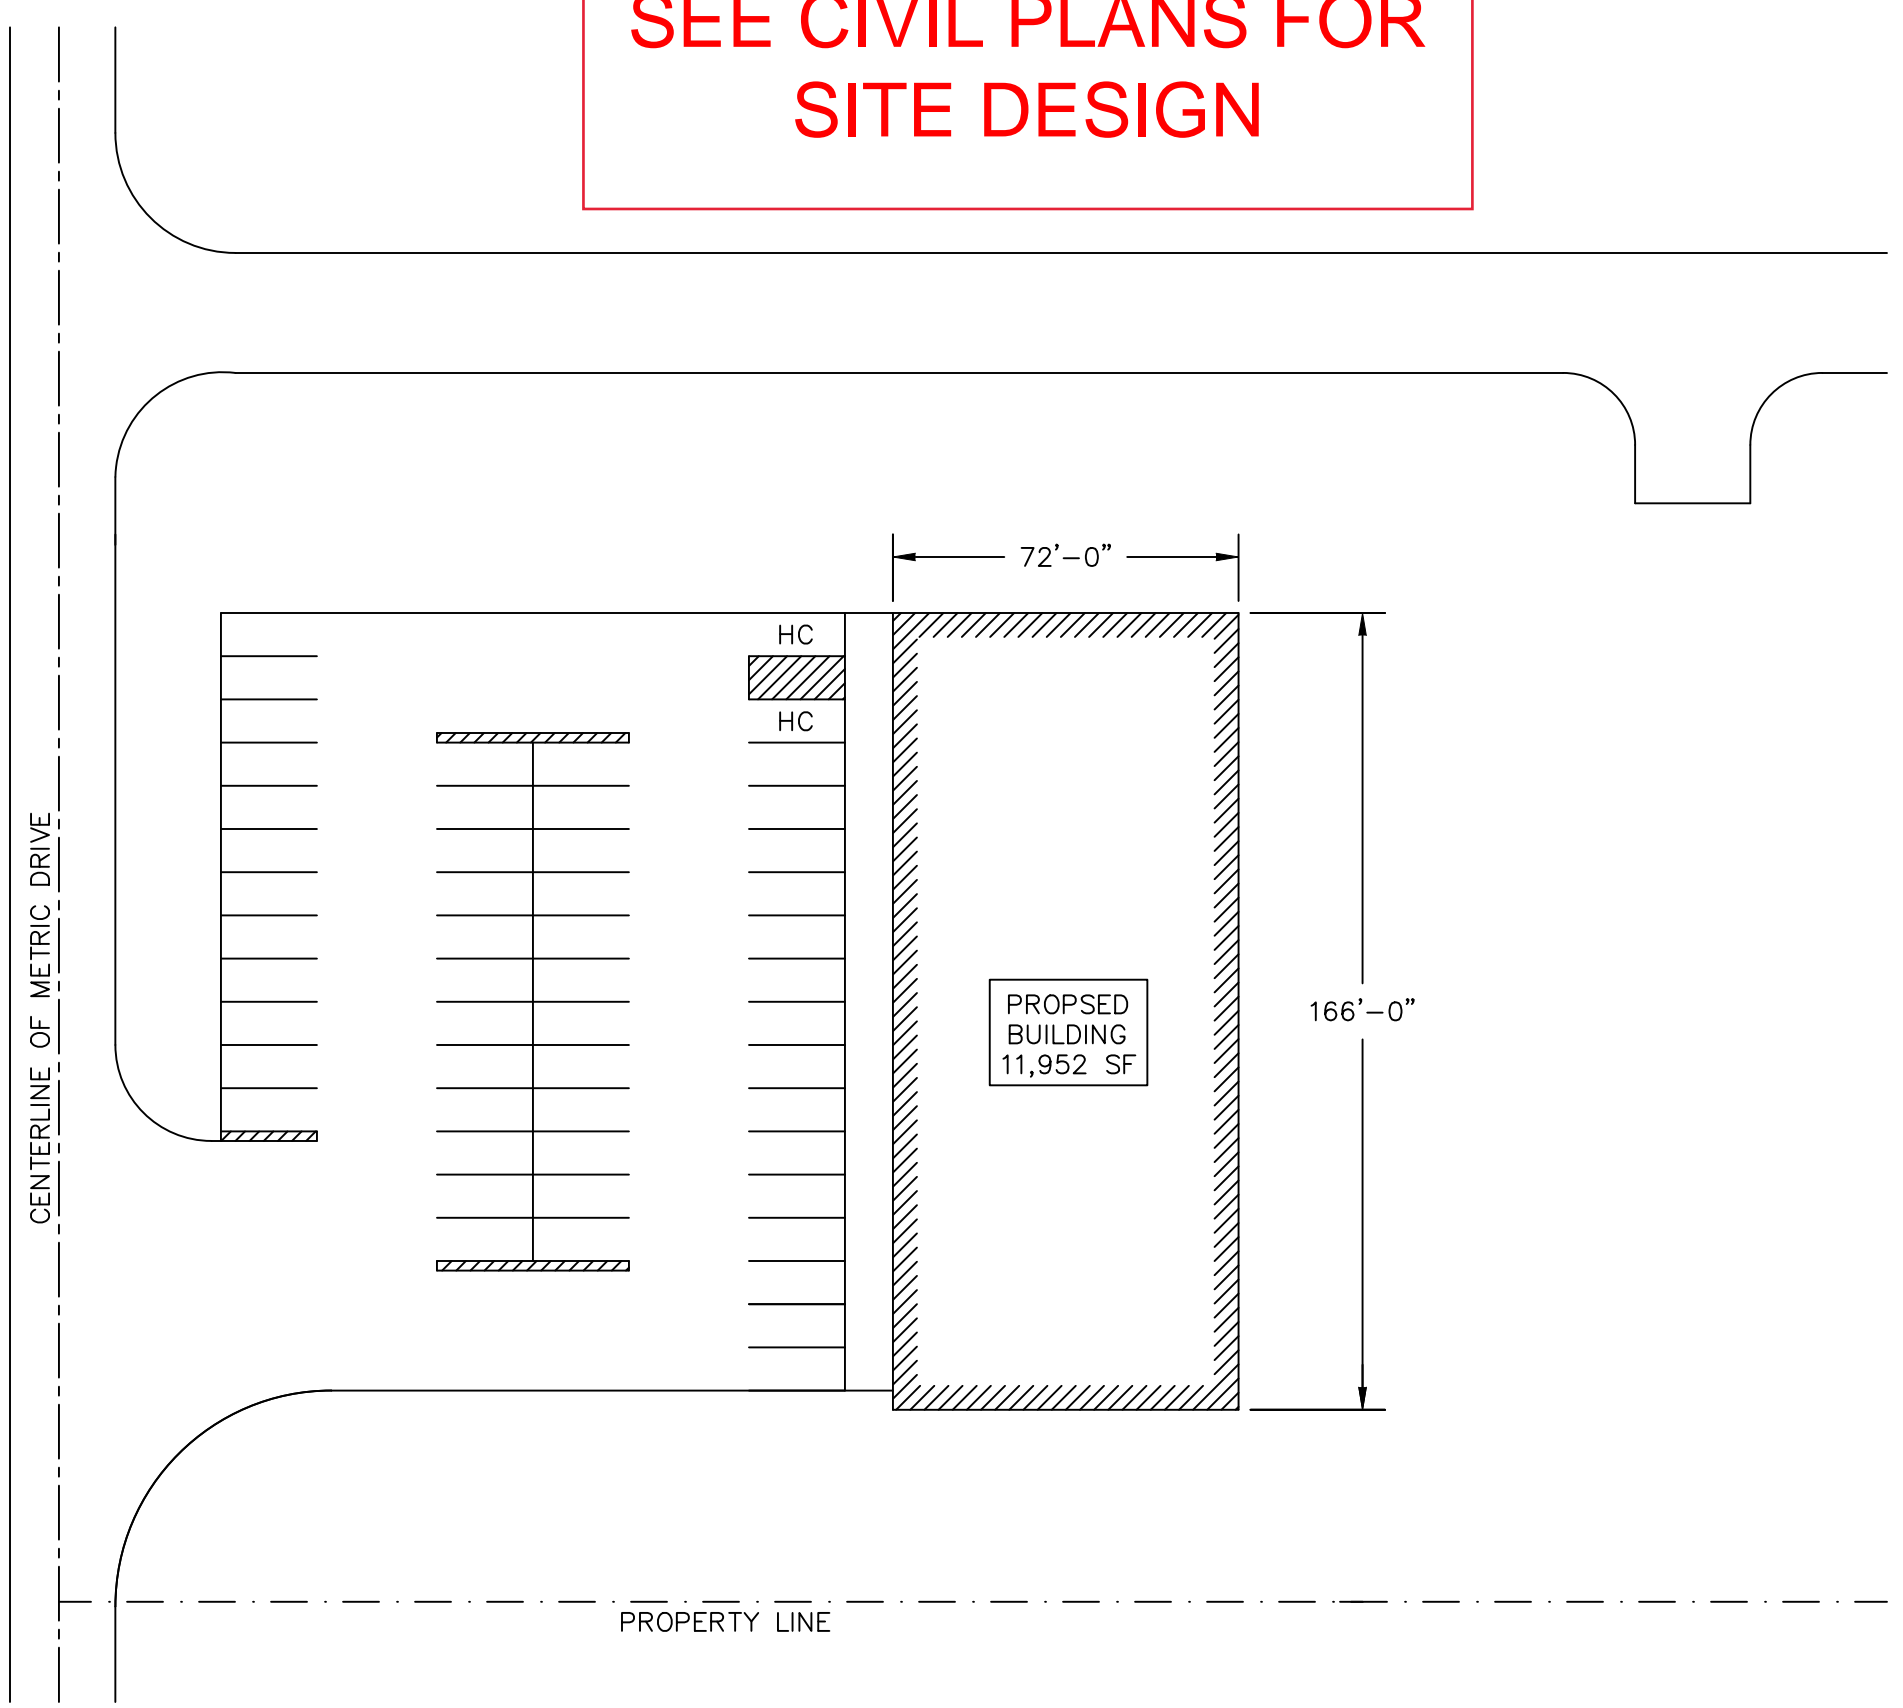 SEE CIVIL PLANS FOR
SITE DESIGN
72'-0"
HC
HC
CENTERLINE OF METRIC DRIVE
PROPSED
BUILDING
11,952 SF
166'-0"
PROPERTY LINE